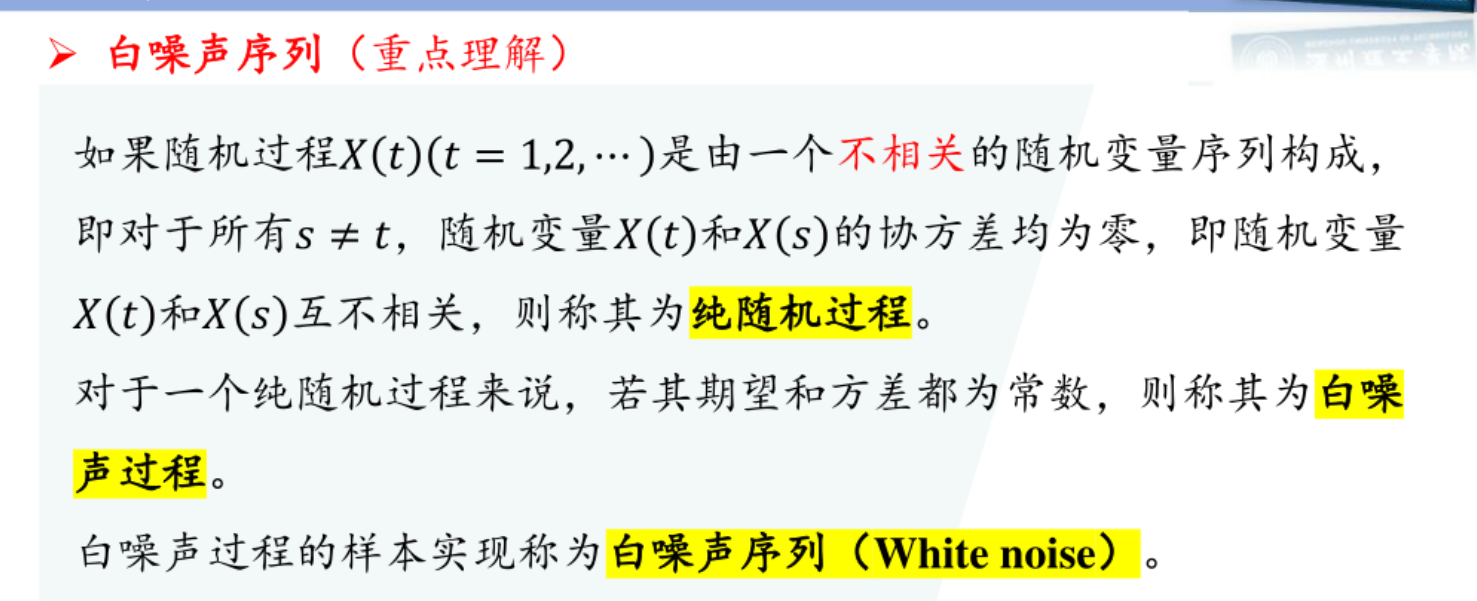 ➢ 白噪声序列（重点理解）
如果随机过程X(t)(t = 1,2,⋯)是由一个不相关的随机变量序列构成，
即对于所有s ≠ t，随机变量X(t)和X(s)的协方差均为零，即随机变量
X(t)和X(s)互不相关，则称其为纯随机过程。
对于一个纯随机过程来说，若其期望和方差都为常数，则称其为白噪
声过程。
白噪声过程的样本实现称为白噪声序列（White noise）。